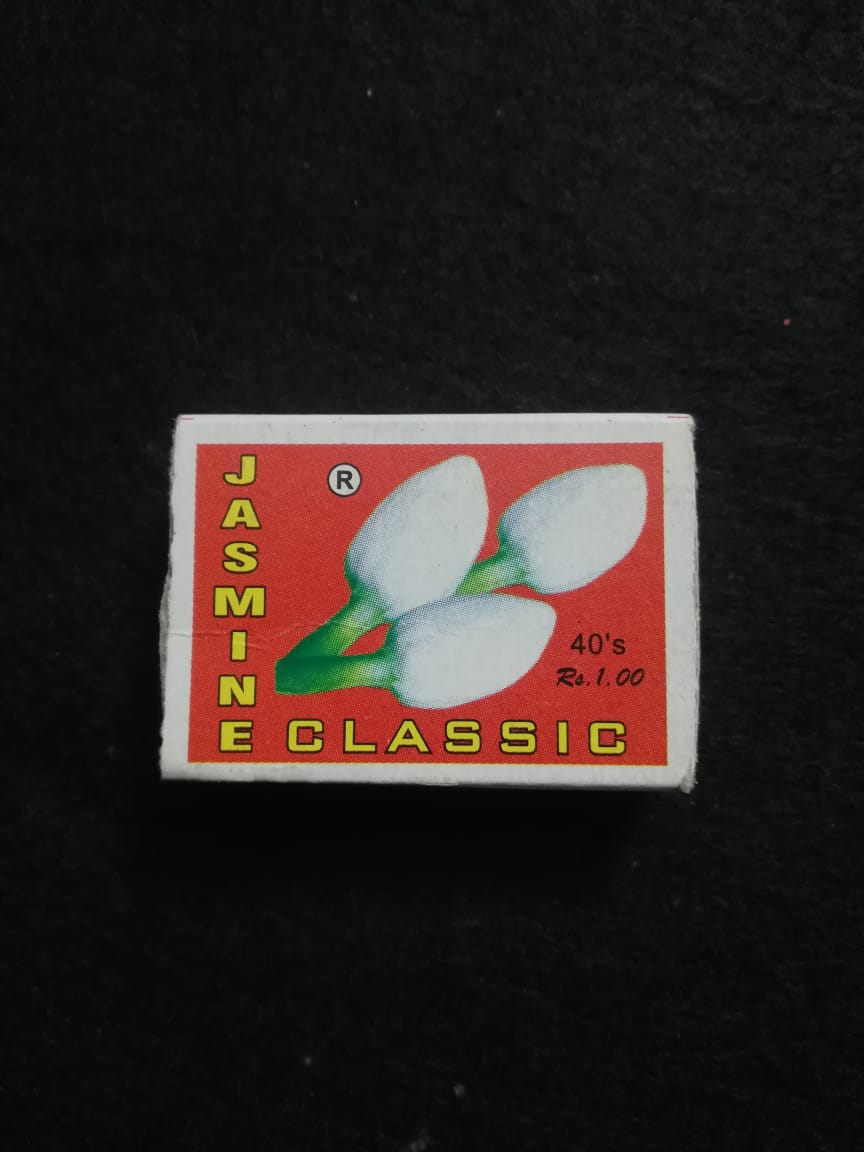 JASMINE
®
40's
Rs.1.00
CLASSIC